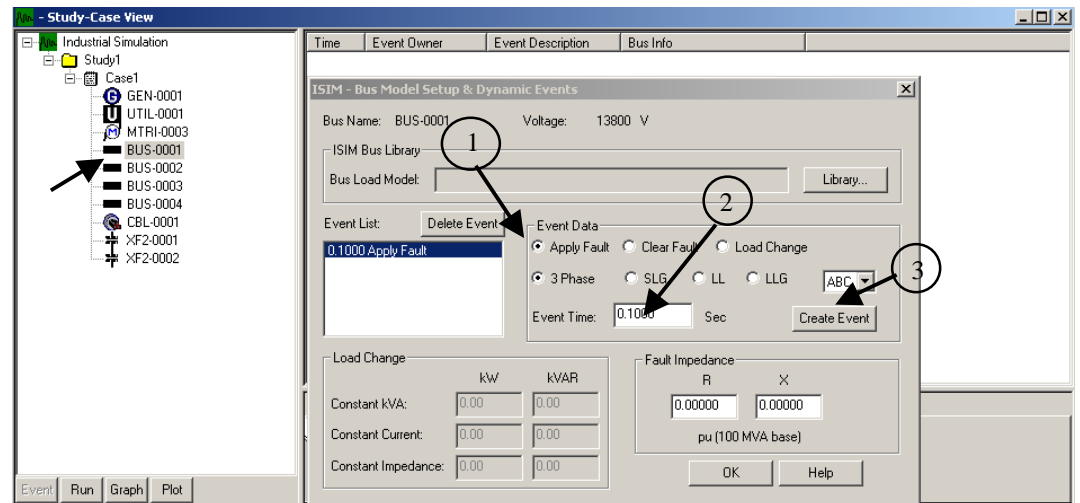 - Study-Case View
Industrial Simulation
Study1
Case1
GEN-0001
UTIL-0001
MTRI-0003
BUS-0001
BUS-0002
BUS-0003
BUS-0004
CBL-0001
XF2-0001
XF2-0002
Event Run Graph Plot
Time Event Owner Event Description Bus Info
ISIM - Bus Model Setup & Dynamic Events
Bus Name: BUS-0001 Voltage: 13800 V
1
ISIM Bus Library
Bus Load Model: Library...
2
Event List: Delete Event
0.1000 Apply Fault
Event Data
Apply Fault Clear Fault Load Change
3
3 Phase SLG LL LLG ABC
Event Time: 0.1000 Sec Create Event
Load Change
kW kVAR
Constant kVA: 0.00 0.00
Constant Current: 0.00 0.00
Constant Impedance: 0.00 0.00
Fault Impedance
R X
0.00000 0.00000
pu (100 MVA base)
OK Help